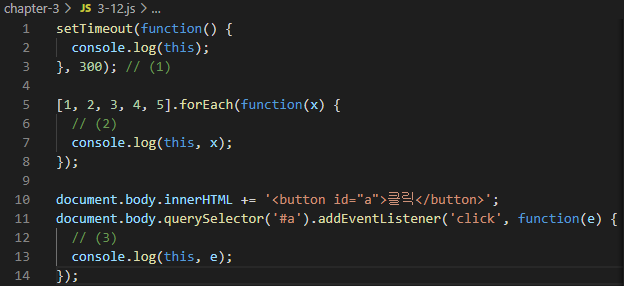 chapter-3 > JS 3-12.js > ...
1 setTimeout(function() {
2   console.log(this);
3 }, 300); // (1)
4
5 [1, 2, 3, 4, 5].forEach(function(x) {
6   // (2)
7   console.log(this, x);
8 });
9
10 document.body.innerHTML += '<button id="a">클릭</button>';
11 document.body.querySelector('#a').addEventListener('click', function(e) {
12   // (3)
13   console.log(this, e);
14 });